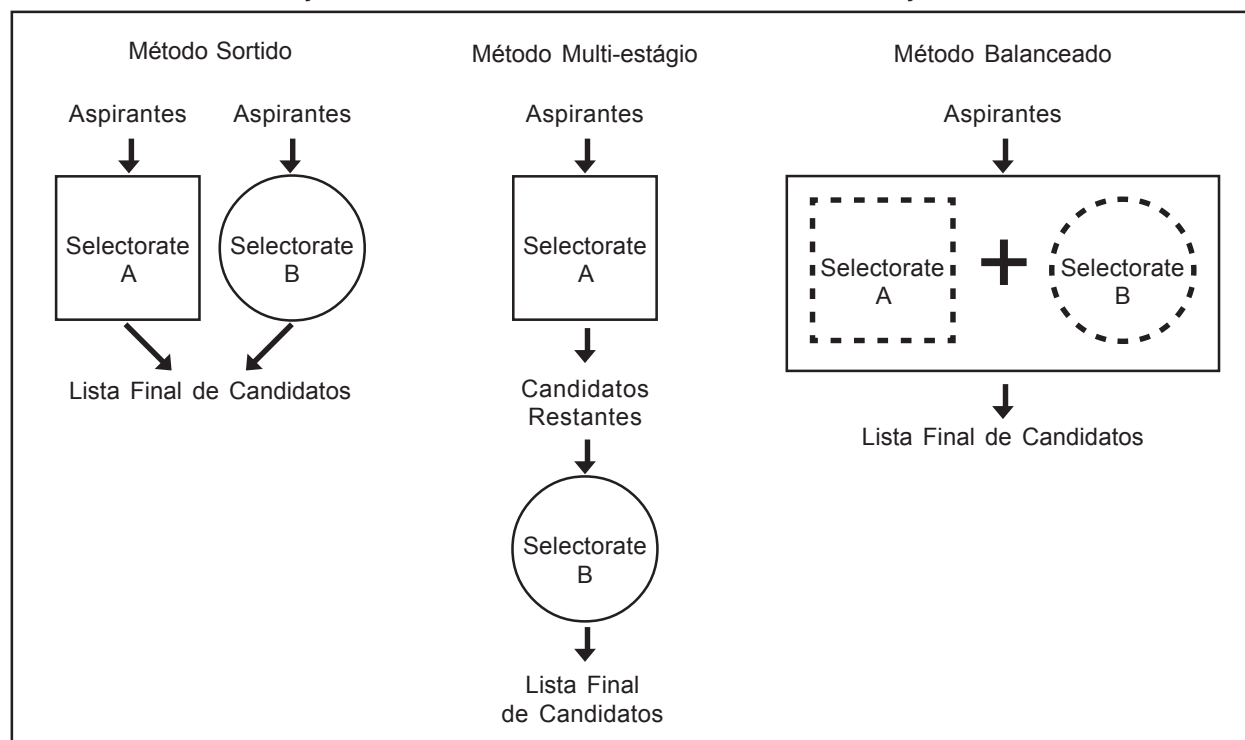 Método Sortido
Aspirantes Aspirantes
Selectorate
A
Selectorate
B
Lista Final de Candidatos
Método Multi-estágio
Aspirantes
Selectorate
A
Candidatos
Restantes
Selectorate
B
Lista Final
de Candidatos
Método Balanceado
Aspirantes
Selectorate
A
+
Selectorate
B
Lista Final de Candidatos